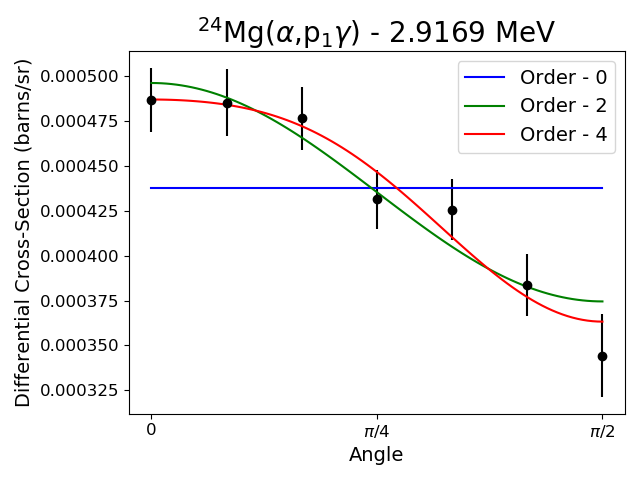 ²⁴Mg(α,p₁γ) - 2.9169 MeV
Order - 0
Order - 2
Order - 4
Differential Cross-Section (barns/sr)
0.000500
0.000475
0.000450
0.000425
0.000400
0.000375
0.000350
0.000325
0
π/4
π/2
Angle